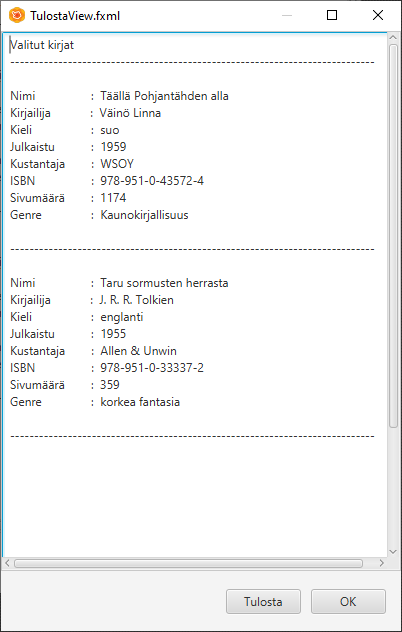 TulostaView.fxml
Valitut kirjat
--------------------------------------------------------------------------
Nimi : Täällä Pohjantähden alla
Kirjailija : Väinö Linna
Kieli : suo
Julkaistu : 1959
Kustantaja : WSOY
ISBN : 978-951-0-43572-4
Sivumäärä : 1174
Genre : Kaunokirjallisuus
--------------------------------------------------------------------------
Nimi : Taru sormusten herrasta
Kirjailija : J. R. R. Tolkien
Kieli : englanti
Julkaistu : 1955
Kustantaja : Allen & Unwin
ISBN : 978-951-0-33337-2
Sivumäärä : 359
Genre : korkea fantasia
--------------------------------------------------------------------------
Tulosta OK